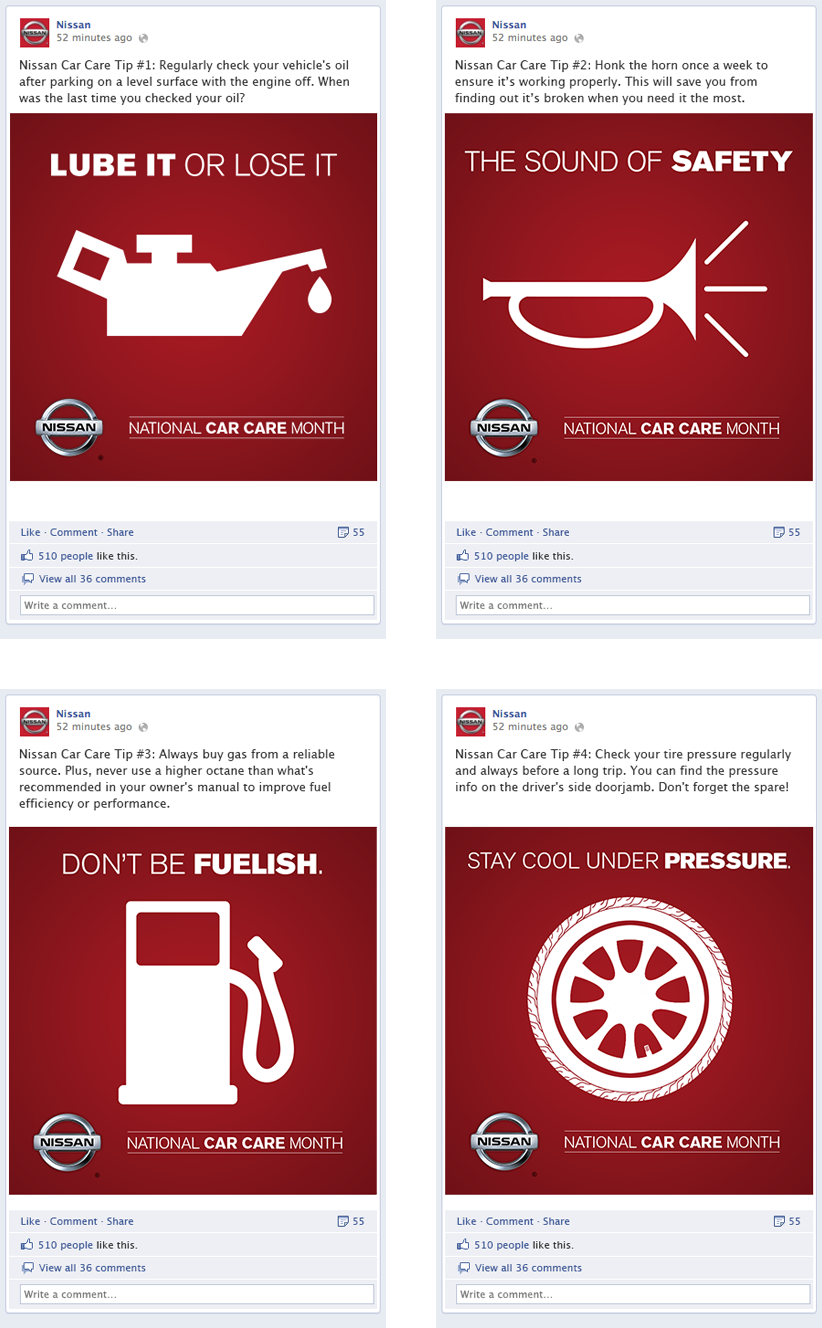 Nissan
52 minutes ago
Nissan Car Care Tip #1: Regularly check your vehicle's oil
after parking on a level surface with the engine off. When
was the last time you checked your oil?
LUBE IT OR LOSE IT
NISSAN
NATIONAL CAR CARE MONTH
Like · Comment · Share
55
510 people like this.
View all 36 comments
Write a comment...
Nissan
52 minutes ago
Nissan Car Care Tip #2: Honk the horn once a week to
ensure it's working properly. This will save you from
finding out it's broken when you need it the most.
THE SOUND OF SAFETY
NISSAN
NATIONAL CAR CARE MONTH
Like · Comment · Share
55
510 people like this.
View all 36 comments
Write a comment...
Nissan
52 minutes ago
Nissan Car Care Tip #3: Always buy gas from a reliable
source. Plus, never use a higher octane than what's
recommended in your owner's manual to improve fuel
efficiency or performance.
DON'T BE FUELISH.
NISSAN
NATIONAL CAR CARE MONTH
Like · Comment · Share
55
510 people like this.
View all 36 comments
Write a comment...
Nissan
52 minutes ago
Nissan Car Care Tip #4: Check your tire pressure regularly
and always before a long trip. You can find the pressure
info on the driver's side doorjamb. Don't forget the spare!
STAY COOL UNDER PRESSURE.
NISSAN
NATIONAL CAR CARE MONTH
Like · Comment · Share
55
510 people like this.
View all 36 comments
Write a comment...